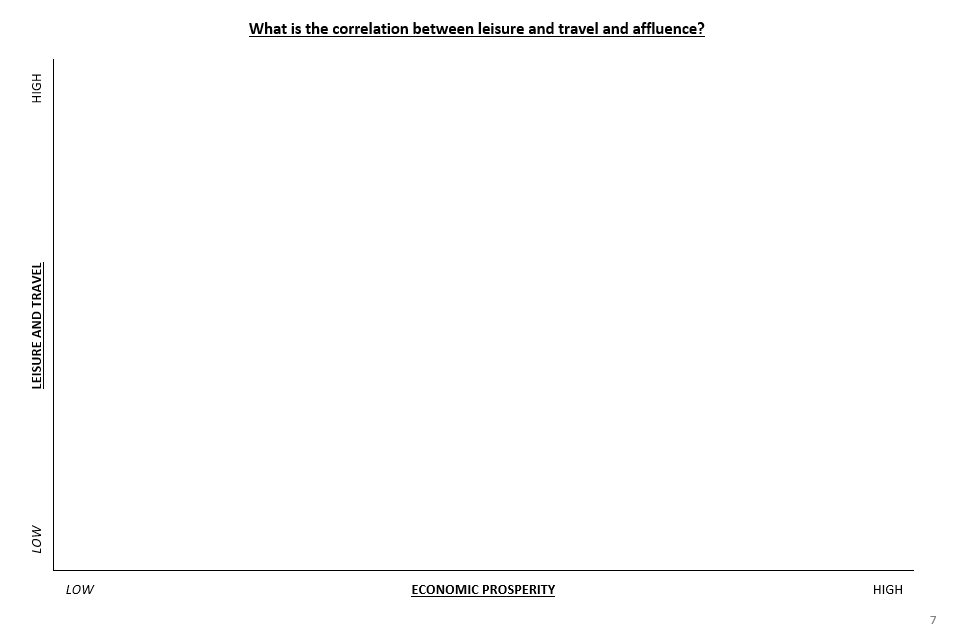 What is the correlation between leisure and travel and affluence?
HIGH
LEISURE AND TRAVEL
LOW
LOW
ECONOMIC PROSPERITY
HIGH
7